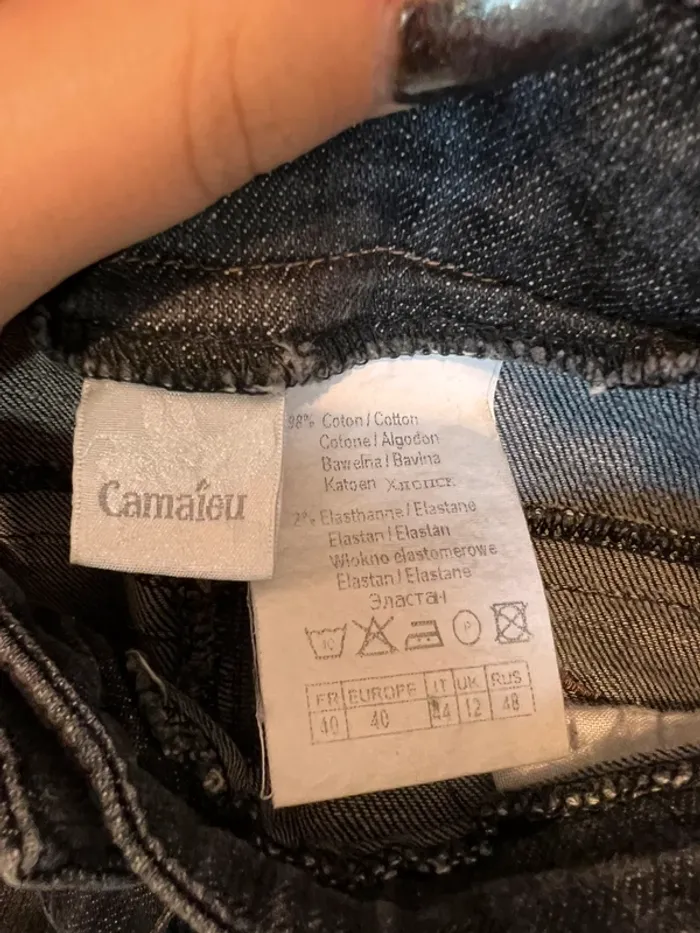 Camaïeu
98% Coton / Cotton
Cotone / Algodon
Bawełna / Bavlna
Katoen Хлопок
2% Elasthanne / Elastane
Elastan / Elastan
Włokno elastomerowe
Elastan / Elastane
Эластан
P
FR EUROPE IT UK RUS
40 40 44 12 48